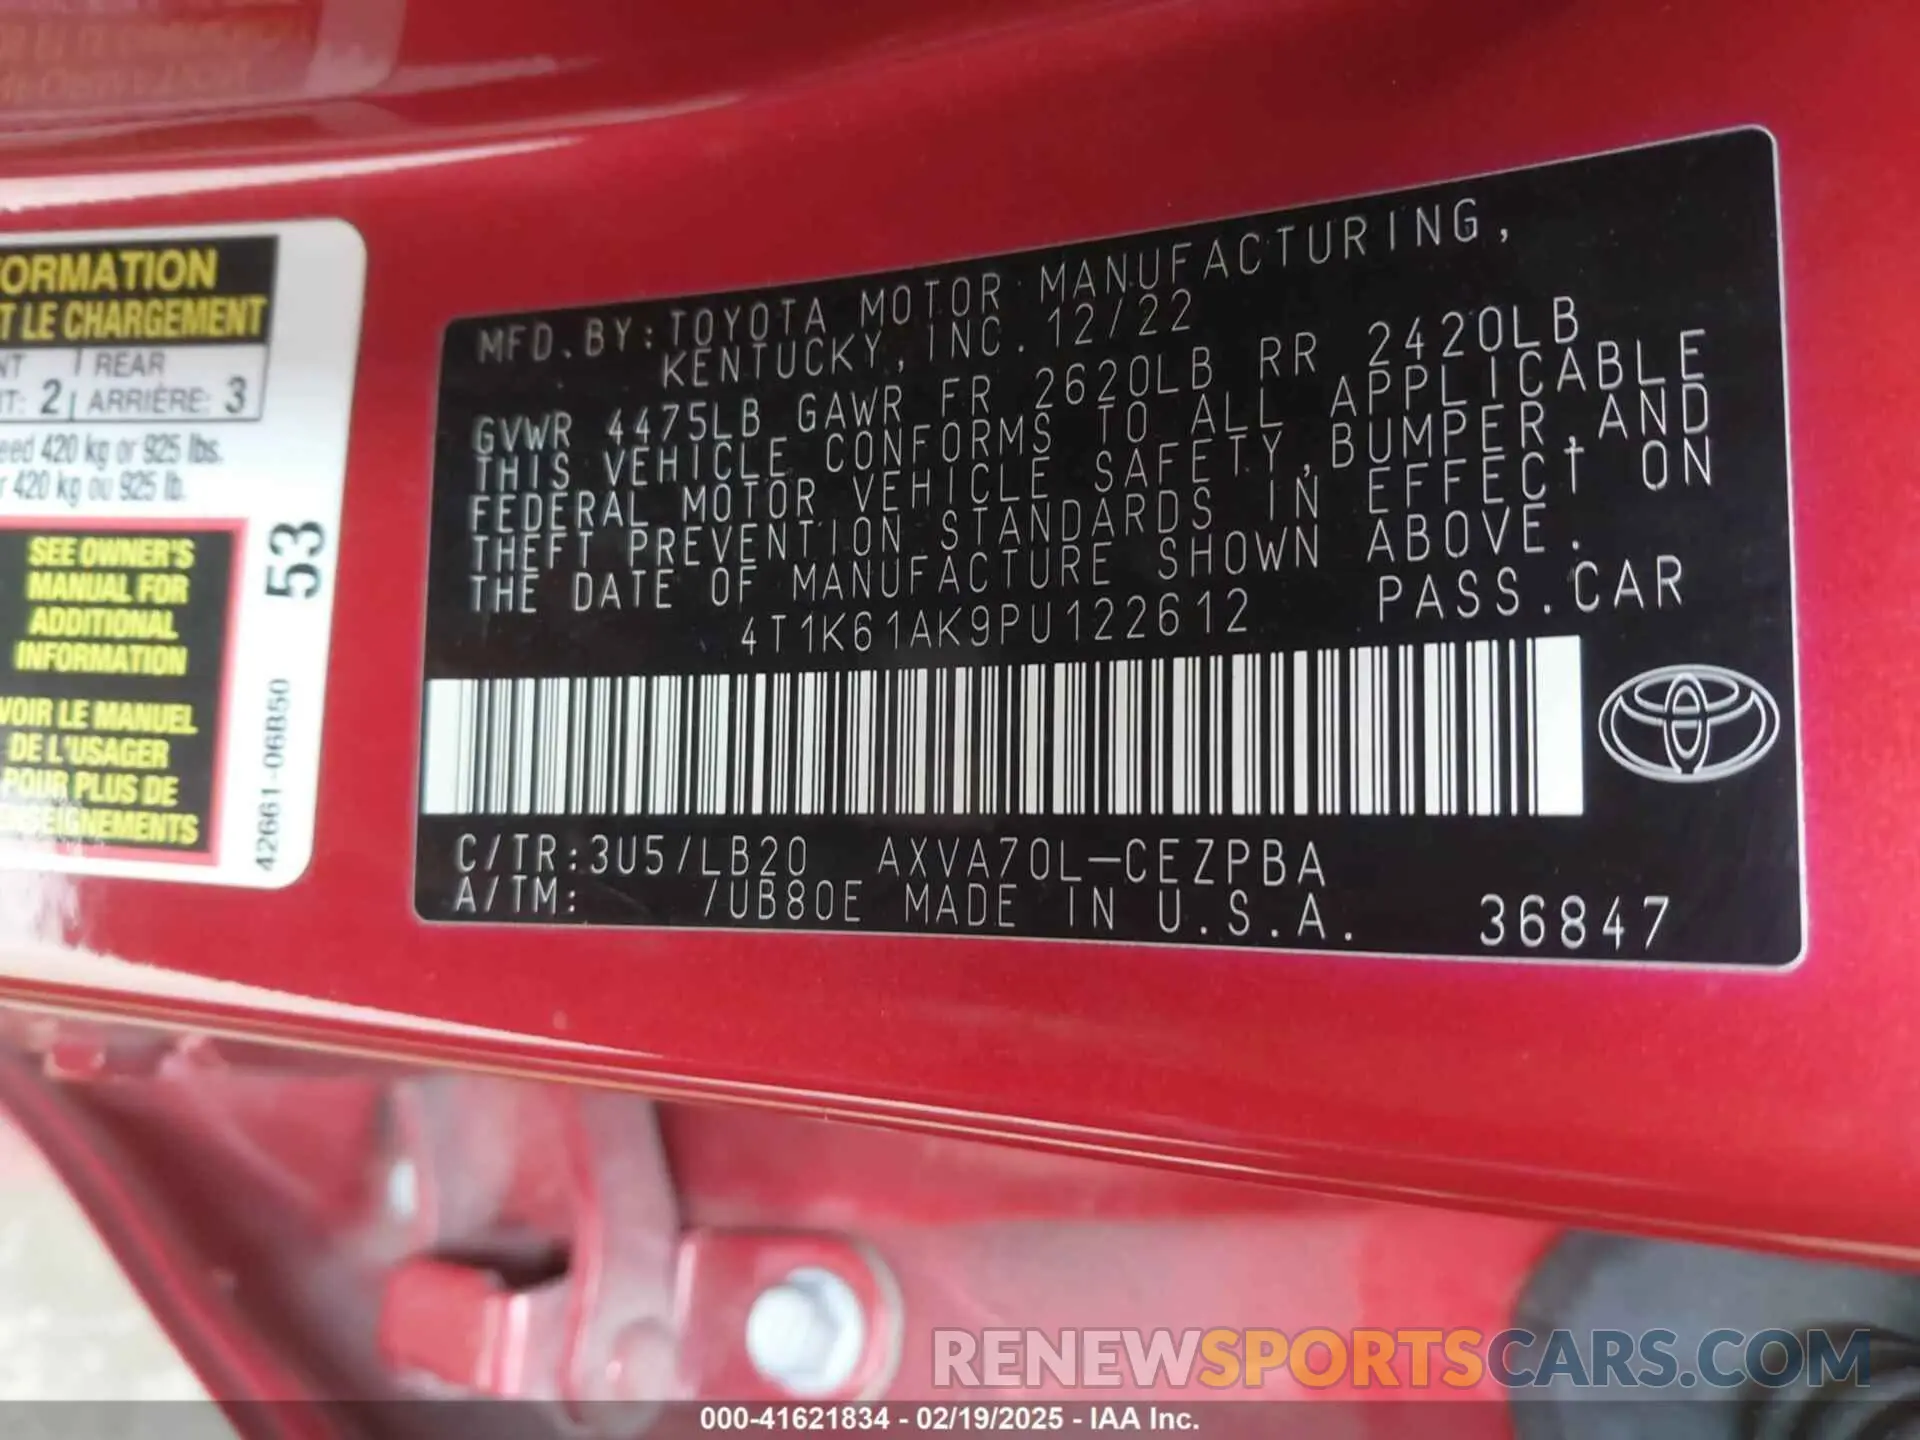 FORMATION
T LE CHARGEMENT
NT REAR
T: 2 ARRIÈRE: 3
eed 420 kg or 925 lbs.
r 420 kg ou 925 lb.
SEE OWNER'S
MANUAL FOR
ADDITIONAL
INFORMATION
VOIR LE MANUEL
DE L'USAGER
POUR PLUS DE
ENSEIGNEMENTS
53
42661-06B50
MFD. BY: TOYOTA MOTOR MANUFACTURING,
KENTUCKY, INC. 12/22
GVWR 4475LB GAWR FR 2620LB RR 2420LB
THIS VEHICLE CONFORMS TO ALL APPLICABLE
FEDERAL MOTOR VEHICLE SAFETY, BUMPER, AND
THEFT PREVENTION STANDARDS IN EFFECT ON
THE DATE OF MANUFACTURE SHOWN ABOVE.
4T1K61AK9PU122612 PASS. CAR
C/TR: 3U5/LB20 AXVA70L-CEZPBA
A/TM: /UB80E MADE IN U.S.A. 36847
RENEWSPORTSCARS.COM
000-41621834 - 02/19/2025 - IAA Inc.